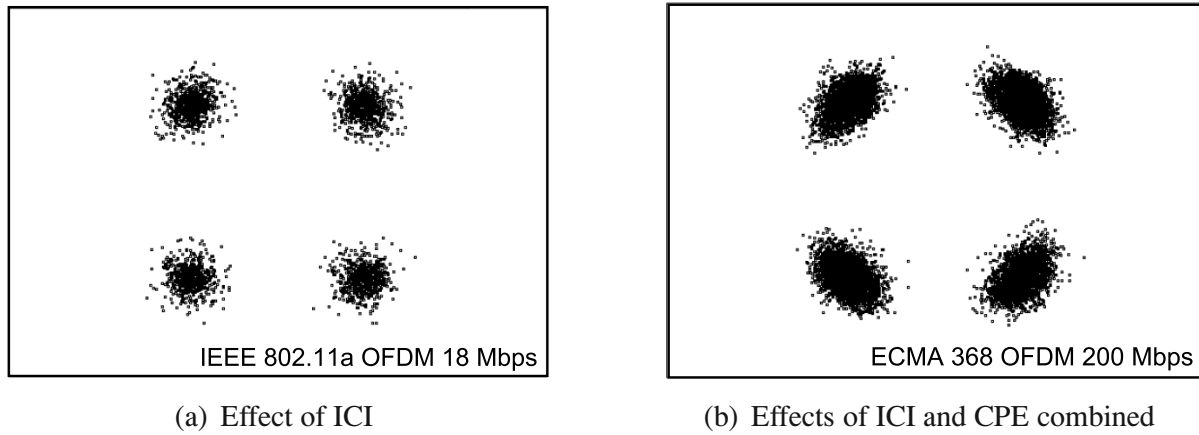 IEEE 802.11a OFDM 18 Mbps
ECMA 368 OFDM 200 Mbps
(a) Effect of ICI
(b) Effects of ICI and CPE combined